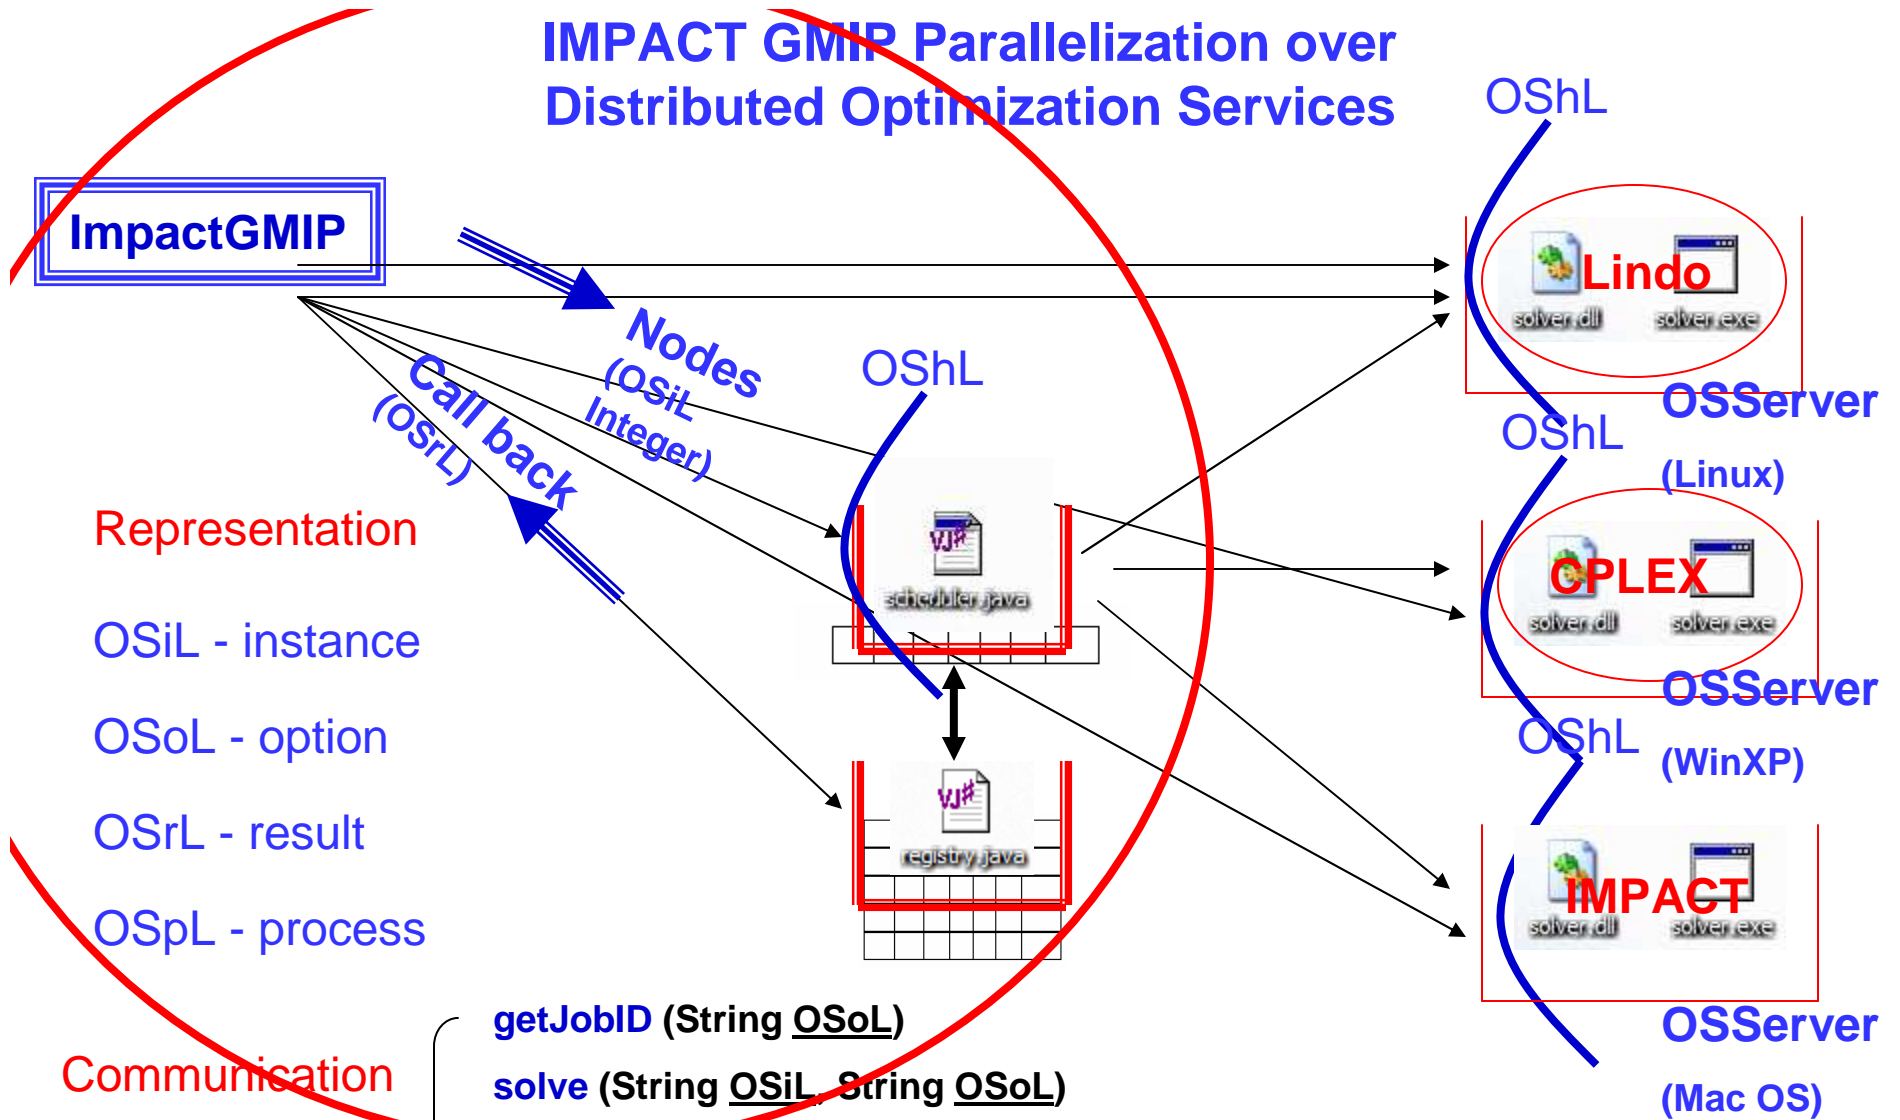 IMPACT GMIP Parallelization over
Distributed Optimization Services
OShL
ImpactGMIP
Lindo
solver.dll
solver.exe
Nodes
(OSiL
Integer)
Call back
(OSrL)
OShL
OSServer
(Linux)
OShL
scheduler.java
CPLEX
solver.dll
solver.exe
OSServer
(WinXP)
OShL
Representation
OSiL - instance
OSoL - option
OSrL - result
OSpL - process
registry.java
IMPACT
solver.dll
solver.exe
OSServer
(Mac OS)
Communication
getJobID (String OSoL)
solve (String OSiL, String OSoL)